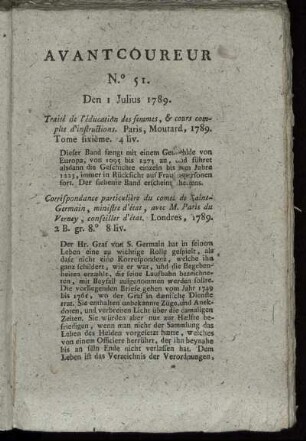 AVANTCOUREUR
N.º 51.
Den 1 Julius 1789.
Traité de l'éducation des femmes, & cours com-
plet d'instructions. Paris, Moutard, 1789.
Tome sixième. 4 liv.
Dieser Band fängt mit einem Gemählde von
Europa, von 1095 bis 1271 an, und führet
alsdann die Geschichte einzeln bis zum Jahre
1223, immer in Rücksicht auf Frauenpersonen
fort. Der siebente Band erscheint
Correspondance particulière du comte de Saint-
Germain, ministre d'état, avec M. Paris du
Verney, conseiller d'état. Londres, 1789.
2 B. gr. 8.º 8 liv.
Der Hr. Graf von S. Germain hat in seinem
Leben eine zu wichtige Rolle gespielt, als
dass nicht eine Korrespondenz, welche ihn
ganz schildert, wie er war, und die Begeben-
heiten erzählt, die seine Laufbahn bezeichne-
ten, mit Beyfall aufgenommen werden sollte.
Die vorliegenden Briefe gehen vom Jahre 1749
bis 1761, wo der Graf in dänische Dienste
trat. Sie enthalten unbekannte Züge, und Anekdo-
ten, und verbreiten Licht über die damaligen
Zeiten. Sie würden aber nur zur Hälfte be-
friedigen, wenn man nicht der Sammlung das
Leben des Helden vorgesetzt hätte, welches
von einem Officiers herrührt, der ihn beynahe
bis an sein Ende nicht verlassen hat. Dem
Leben ist das Verzeichnis der Verordnungen,